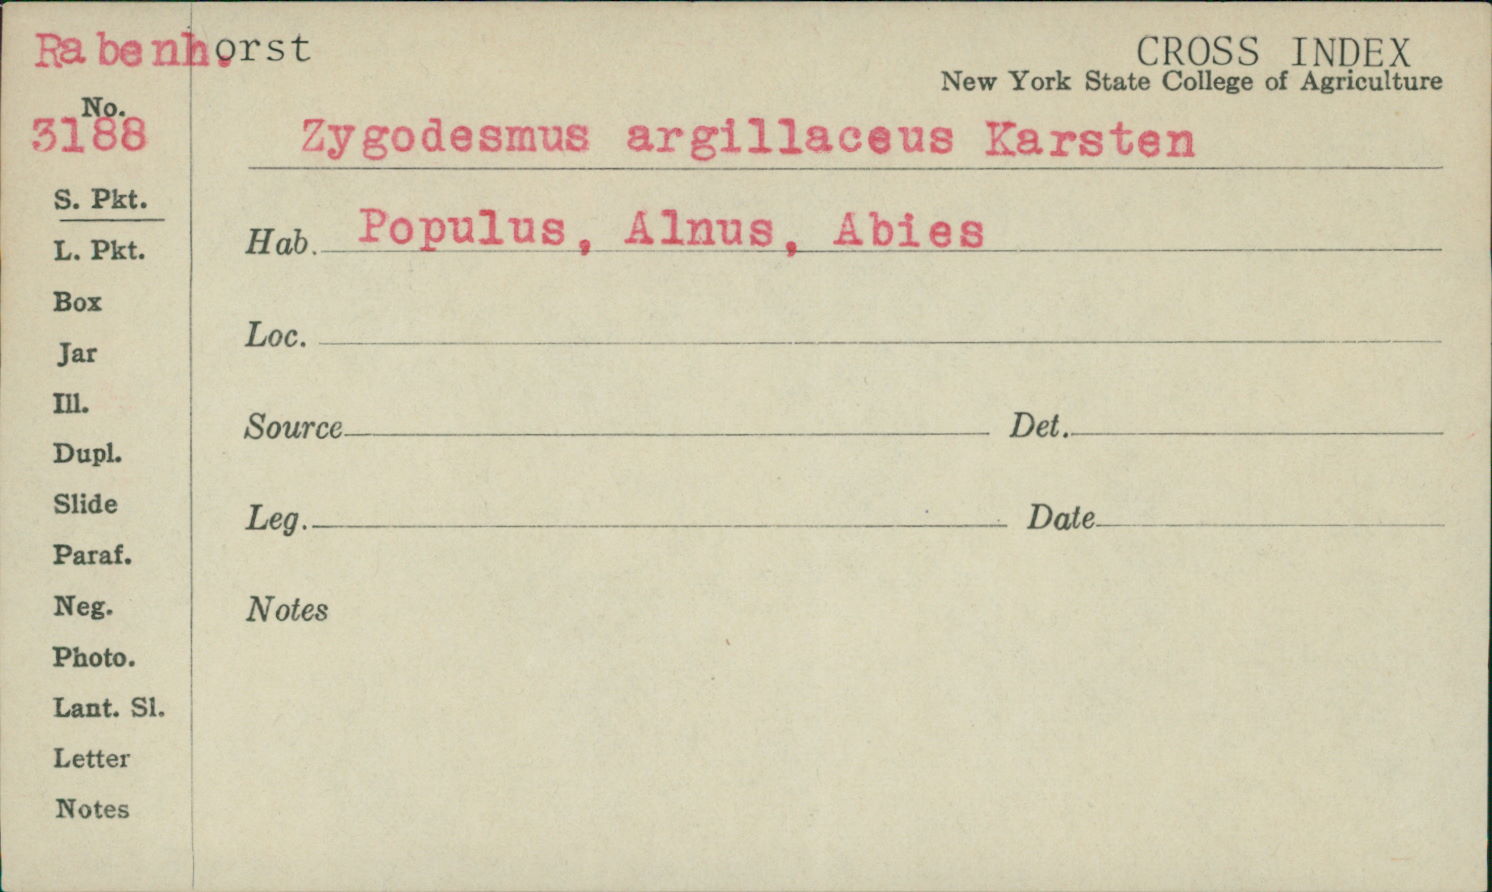 Rabenhorst
CROSS INDEX
New York State College of Agriculture
No.
3188
Zygodesmus argillaceus Karsten
S. Pkt.
Hab. Populus, Alnus, Abies
L. Pkt.
Box
Loc.
Jar
Ill.
Source Det.
Dupl.
Slide
Leg. Date
Paraf.
Neg.
Notes
Photo.
Lant. Sl.
Letter
Notes